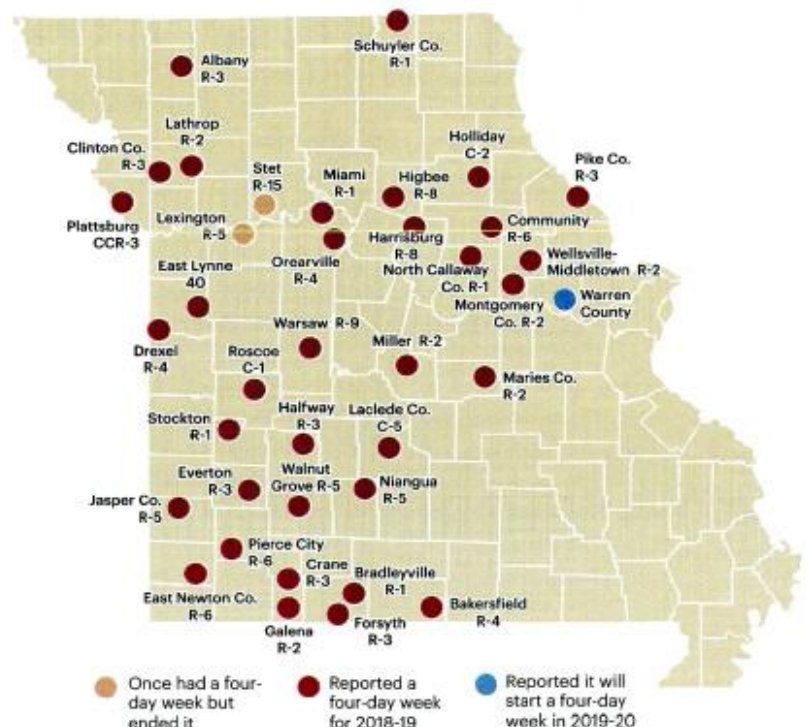 Schuyler Co.
R-1
Albany
R-3
Lathrop
R-2
Clinton Co.
R-3
Holliday
C-2
Stet
R-15
Miami
R-1
Higbee
R-8
Pike Co.
R-3
Plattsburg
CCR-3
Lexington
R-5
Harrisburg
R-8
Community
R-6
Orearville
R-4
North Callaway
Co. R-1
Wellsville-
Middletown R-2
East Lynne
40
Montgomery
Co. R-2
Warren
County
Drexel
R-4
Warsaw R-9
Miller R-2
Roscoe
C-1
Maries Co.
R-2
Stockton
R-1
Halfway
R-3
Laclede Co.
C-5
Everton
R-3
Walnut
Grove R-5
Niangua
R-5
Jasper Co.
R-5
Pierce City
R-6
Crane
R-3
Bradleyville
R-1
East Newton Co.
R-6
Galena
R-2
Forsyth
R-3
Bakersfield
R-4
Once had a four-
day week but
ended it
Reported a
four-day week
for 2018-19
Reported it will
start a four-day
week in 2019-20